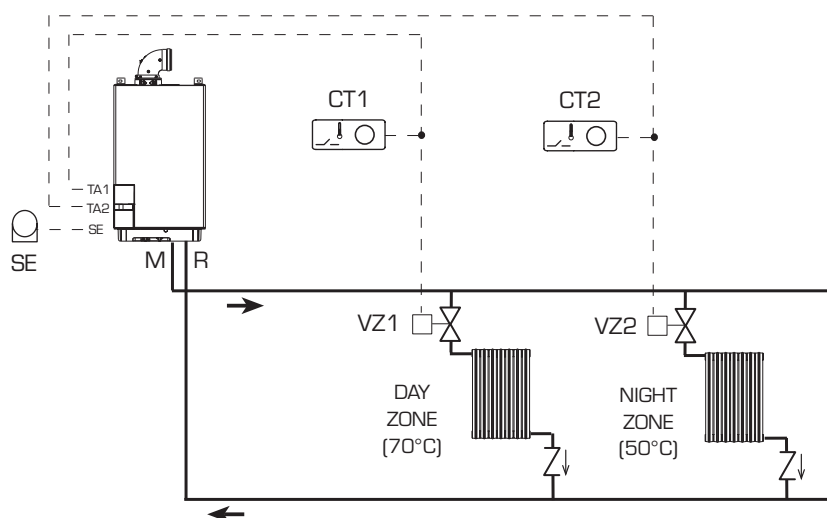 CT1
CT2
TA1
TA2
SE
SE
M
R
VZ1
VZ2
DAY
ZONE
(70°C)
NIGHT
ZONE
(50°C)